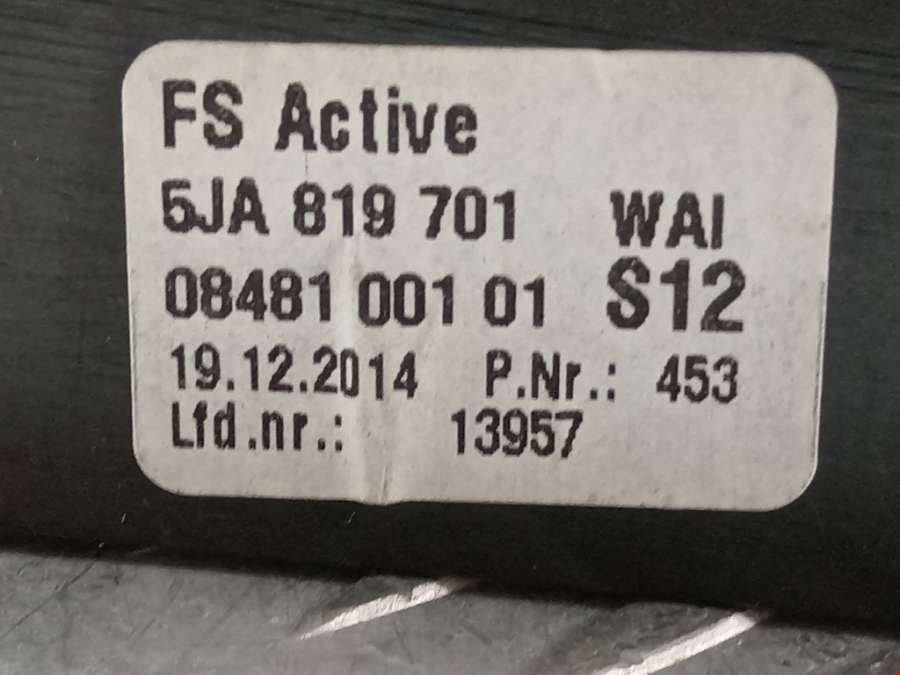 FS Active
5JA 819 701 WAI
08481 001 01 S12
19.12.2014 P.Nr.: 453
Lfd.nr.: 13957